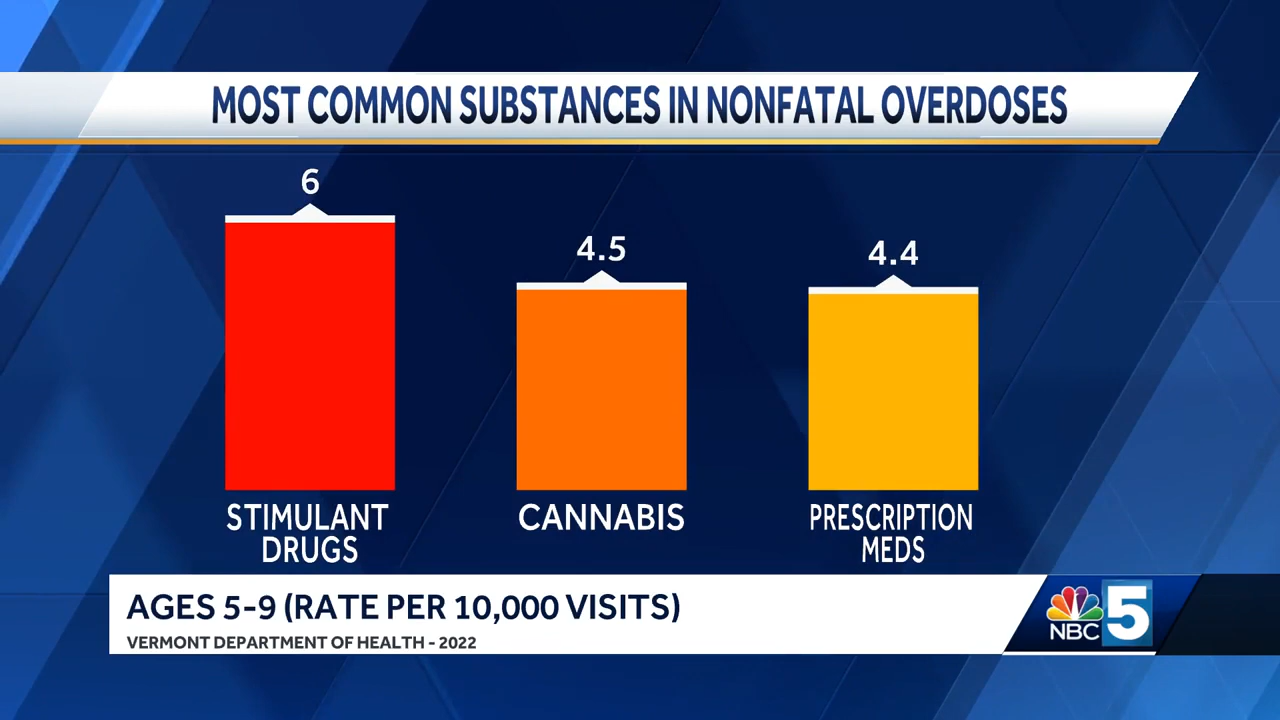 MOST COMMON SUBSTANCES IN NONFATAL OVERDOSES
6
4.5
4.4
STIMULANT
DRUGS
CANNABIS
PRESCRIPTION
MEDS
AGES 5-9 (RATE PER 10,000 VISITS)
VERMONT DEPARTMENT OF HEALTH - 2022
NBC 5